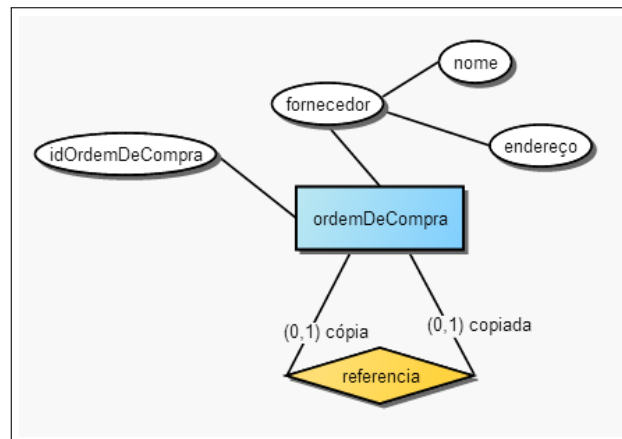 nome
fornecedor
endereço
idOrdemDeCompra
ordemDeCompra
(0,1) cópia
(0,1) copiada
referencia